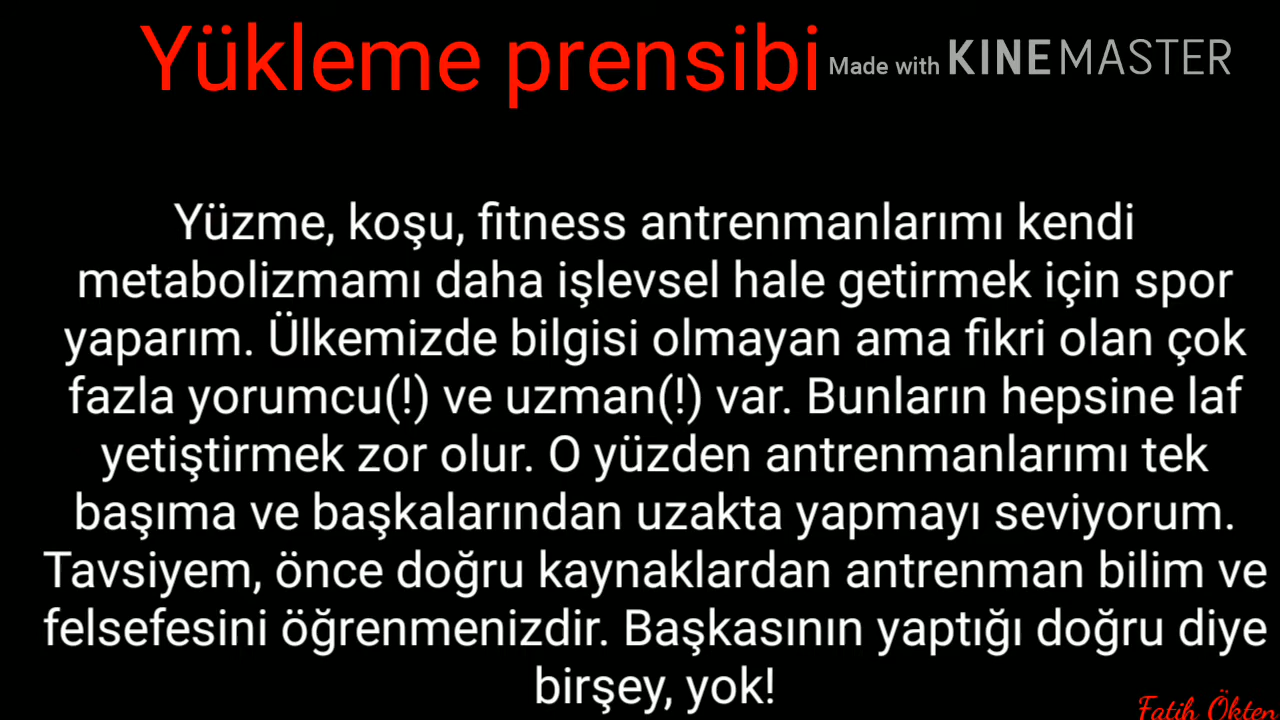 Yükleme prensibi
Made with KINEMASTER
Yüzme, koşu, fitness antrenmanlarımı kendi
metabolizmamı daha işlevsel hale getirmek için spor
yaparım. Ülkemizde bilgisi olmayan ama fikri olan çok
fazla yorumcu(!) ve uzman(!) var. Bunların hepsine laf
yetiştirmek zor olur. O yüzden antrenmanlarımı tek
başıma ve başkalarından uzakta yapmayı seviyorum.
Tavsiyem, önce doğru kaynaklardan antrenman bilim ve
felsefesini öğrenmenizdir. Başkasının yaptığı doğru diye
birşey, yok!
Fatih Ökten